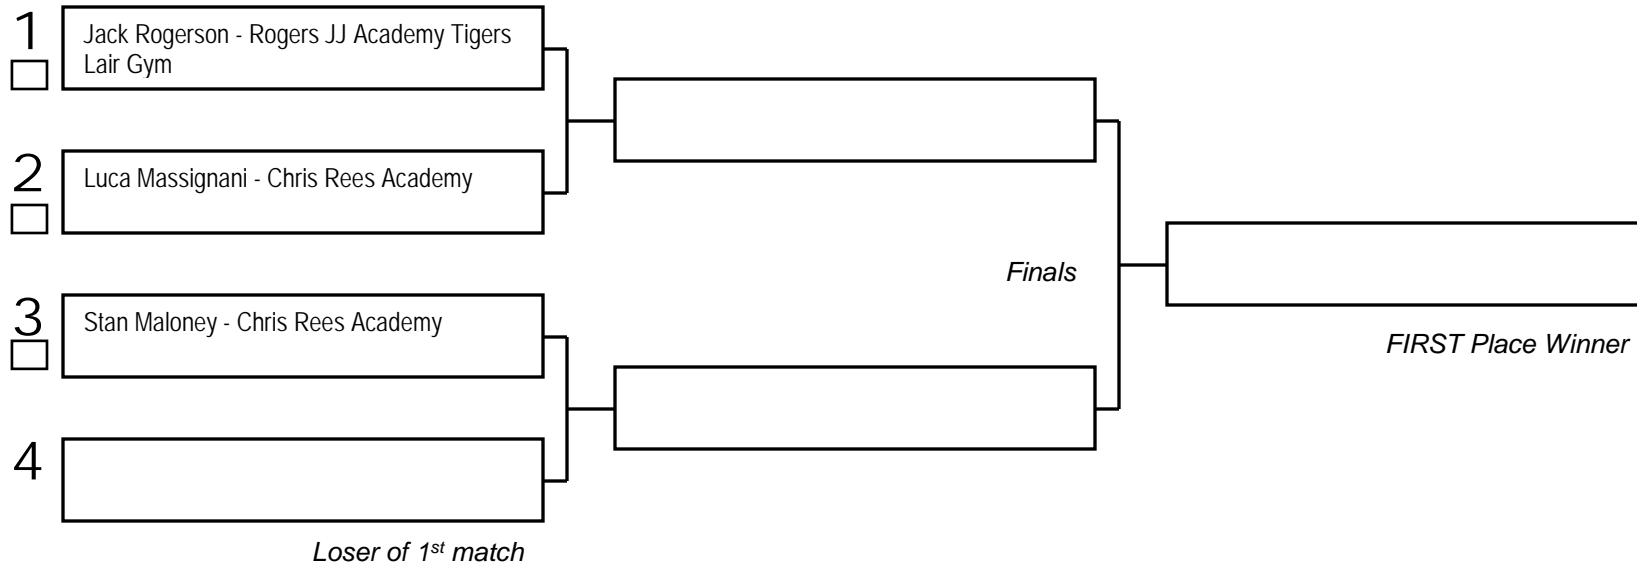 1
Jack Rogerson - Rogers JJ Academy Tigers
Lair Gym
2
Luca Massignani - Chris Rees Academy
Finals
3
Stan Maloney - Chris Rees Academy
FIRST Place Winner
4
Loser of 1st match